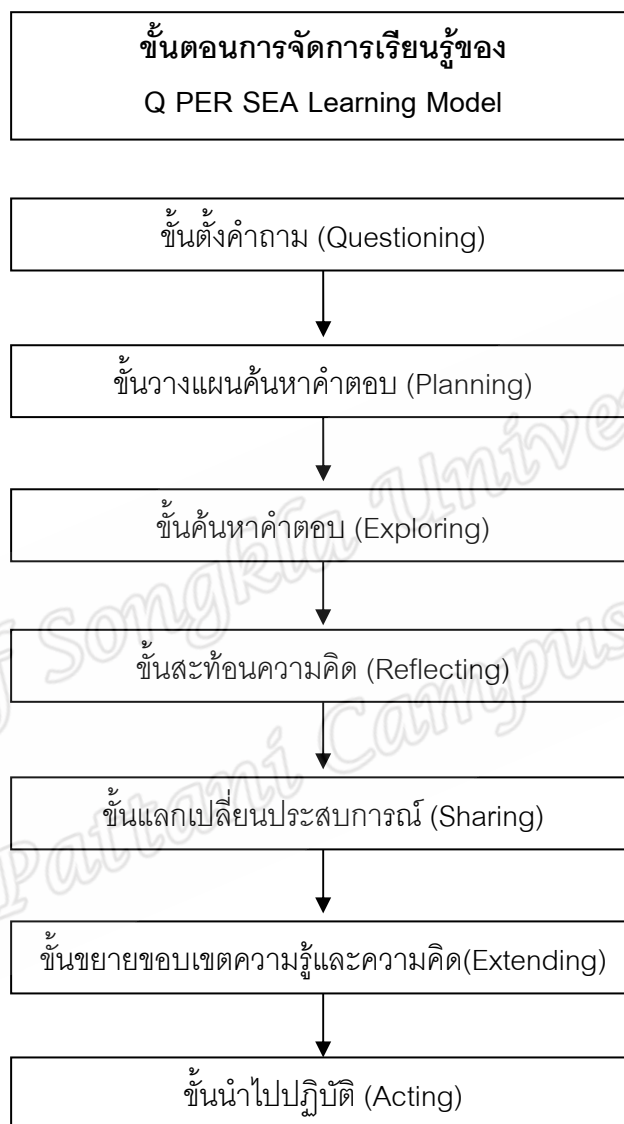 ขั้นตอนการจัดการเรียนรู้ของ
Q PER SEA Learning Model
ขั้นตั้งคำถาม (Questioning)
ขั้นวางแผนค้นหาคำตอบ (Planning)
ขั้นค้นหาคำตอบ (Exploring)
ขั้นสะท้อนความคิด (Reflecting)
ขั้นแลกเปลี่ยนประสบการณ์ (Sharing)
ขั้นขยายขอบเขตความรู้และความคิด(Extending)
ขั้นนำไปปฏิบัติ (Acting)
Songkla
Pattani Campus